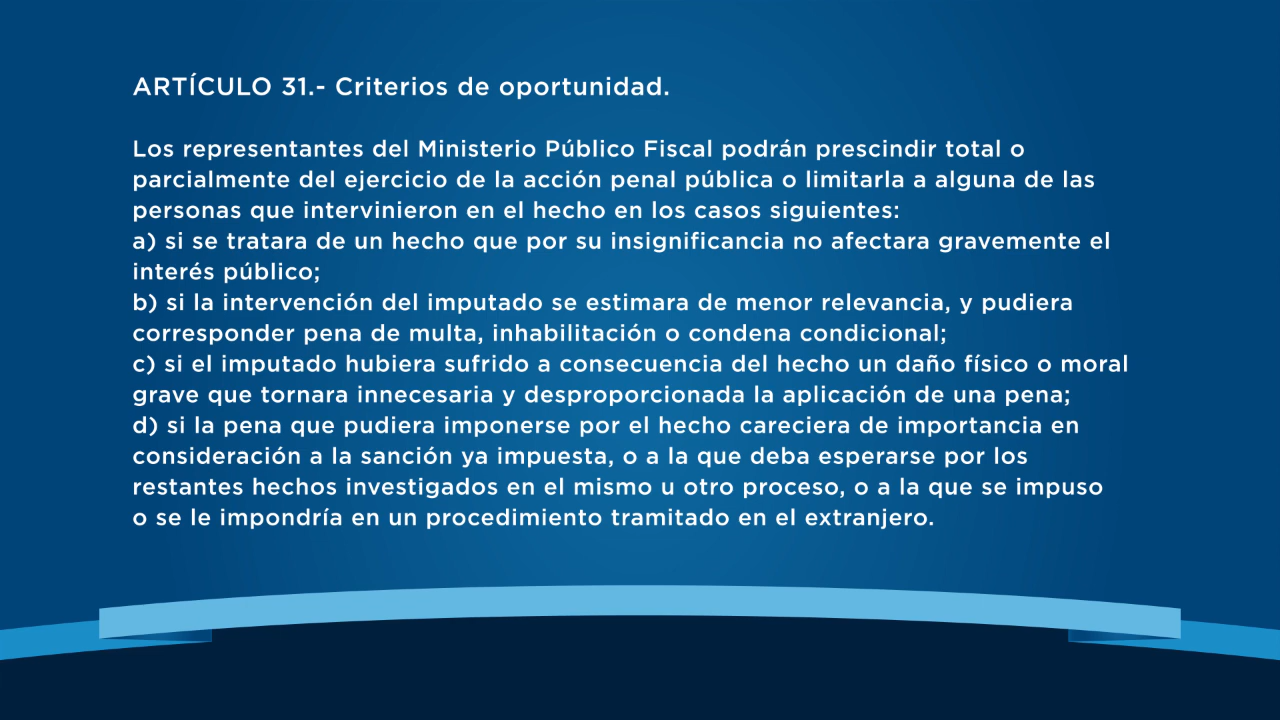 ARTÍCULO 31.- Criterios de oportunidad.
Los representantes del Ministerio Público Fiscal podrán prescindir total o
parcialmente del ejercicio de la acción penal pública o limitarla a alguna de las
personas que intervinieron en el hecho en los casos siguientes:
a) si se tratara de un hecho que por su insignificancia no afectara gravemente el
interés público;
b) si la intervención del imputado se estimara de menor relevancia, y pudiera
corresponder pena de multa, inhabilitación o condena condicional;
c) si el imputado hubiera sufrido a consecuencia del hecho un daño físico o moral
grave que tornara innecesaria y desproporcionada la aplicación de una pena;
d) si la pena que pudiera imponerse por el hecho careciera de importancia en
consideración a la sanción ya impuesta, o a la que deba esperarse por los
restantes hechos investigados en el mismo u otro proceso, o a la que se impuso
o se le impondría en un procedimiento tramitado en el extranjero.